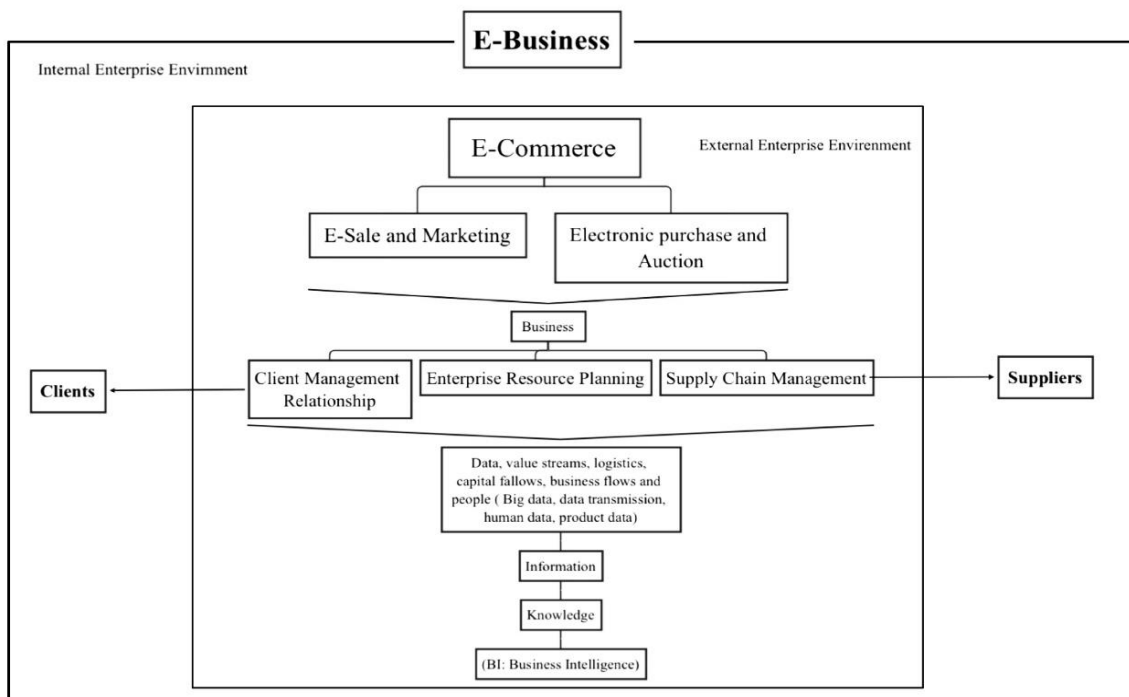 E-Business
Internal Enterprise Envirnment
E-Commerce
External Enterprise Envirenment
E-Sale and Marketing
Electronic purchase and
Auction
Business
Client Management
Relationship
Enterprise Resource Planning
Supply Chain Management
Clients
Suppliers
Data, value streams, logistics,
capital fallows, business flows and
people ( Big data, data transmission,
human data, product data)
Information
Knowledge
(BI: Business Intelligence)